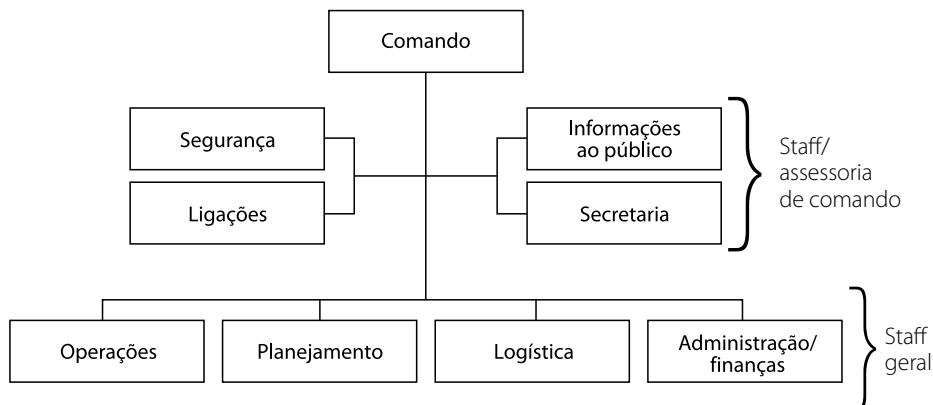 Comando
Segurança
Informações
ao público
Ligações
Secretaria
Staff/
assessoria
de comando
Operações
Planejamento
Logística
Administração/
finanças
Staff
geral